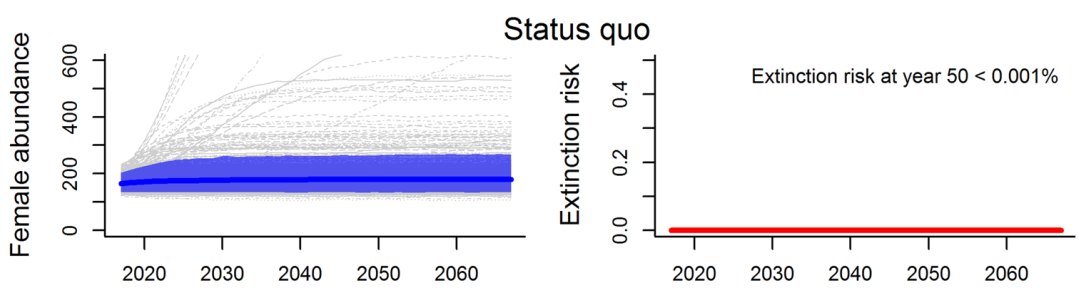 Status quo
Female abundance
600
400
200
0
2020 2030 2040 2050 2060
Extinction risk
0.4
0.2
0.0
Extinction risk at year 50 < 0.001%
2020 2030 2040 2050 2060